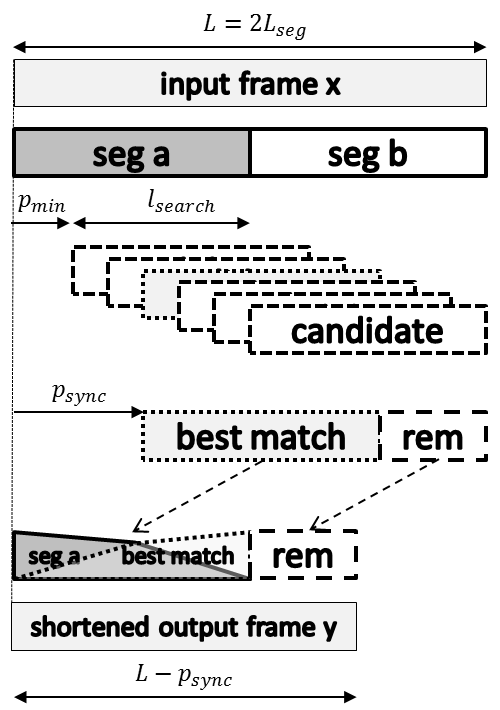 L = 2L_seg
input frame x
seg a seg b
p_min l_search
candidate
p_sync
best match rem
seg a best match rem
shortened output frame y
L − p_sync